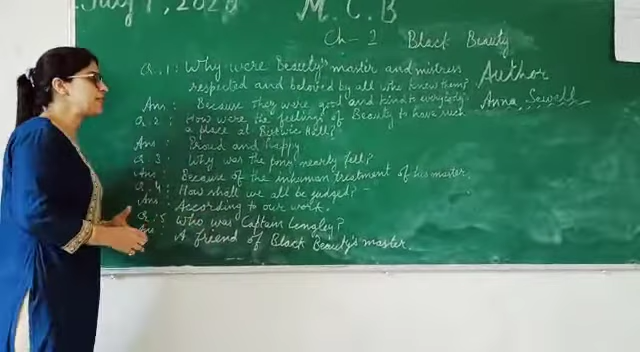 July 1, 2020
M.C.B
Ch- 2 Black Beauty
Q.1: Why were Beauty's master and mistress
respected and beloved by all who knew them?
Author
Anna Sewell
Ans: Because they were good and kind to everybody.
Q.2: How were the feelings of Beauty to have such
a place at Hall?
Ans: Proud and happy.
Q.3: Why was the pony nearly fell?
Ans: Because of the inhuman treatment of his master.
Q.4: How shall we all be judged? -
Ans: According to our work.
Q.5 Who was Captain Langley?
Ans: A friend of Black Beauty's master.